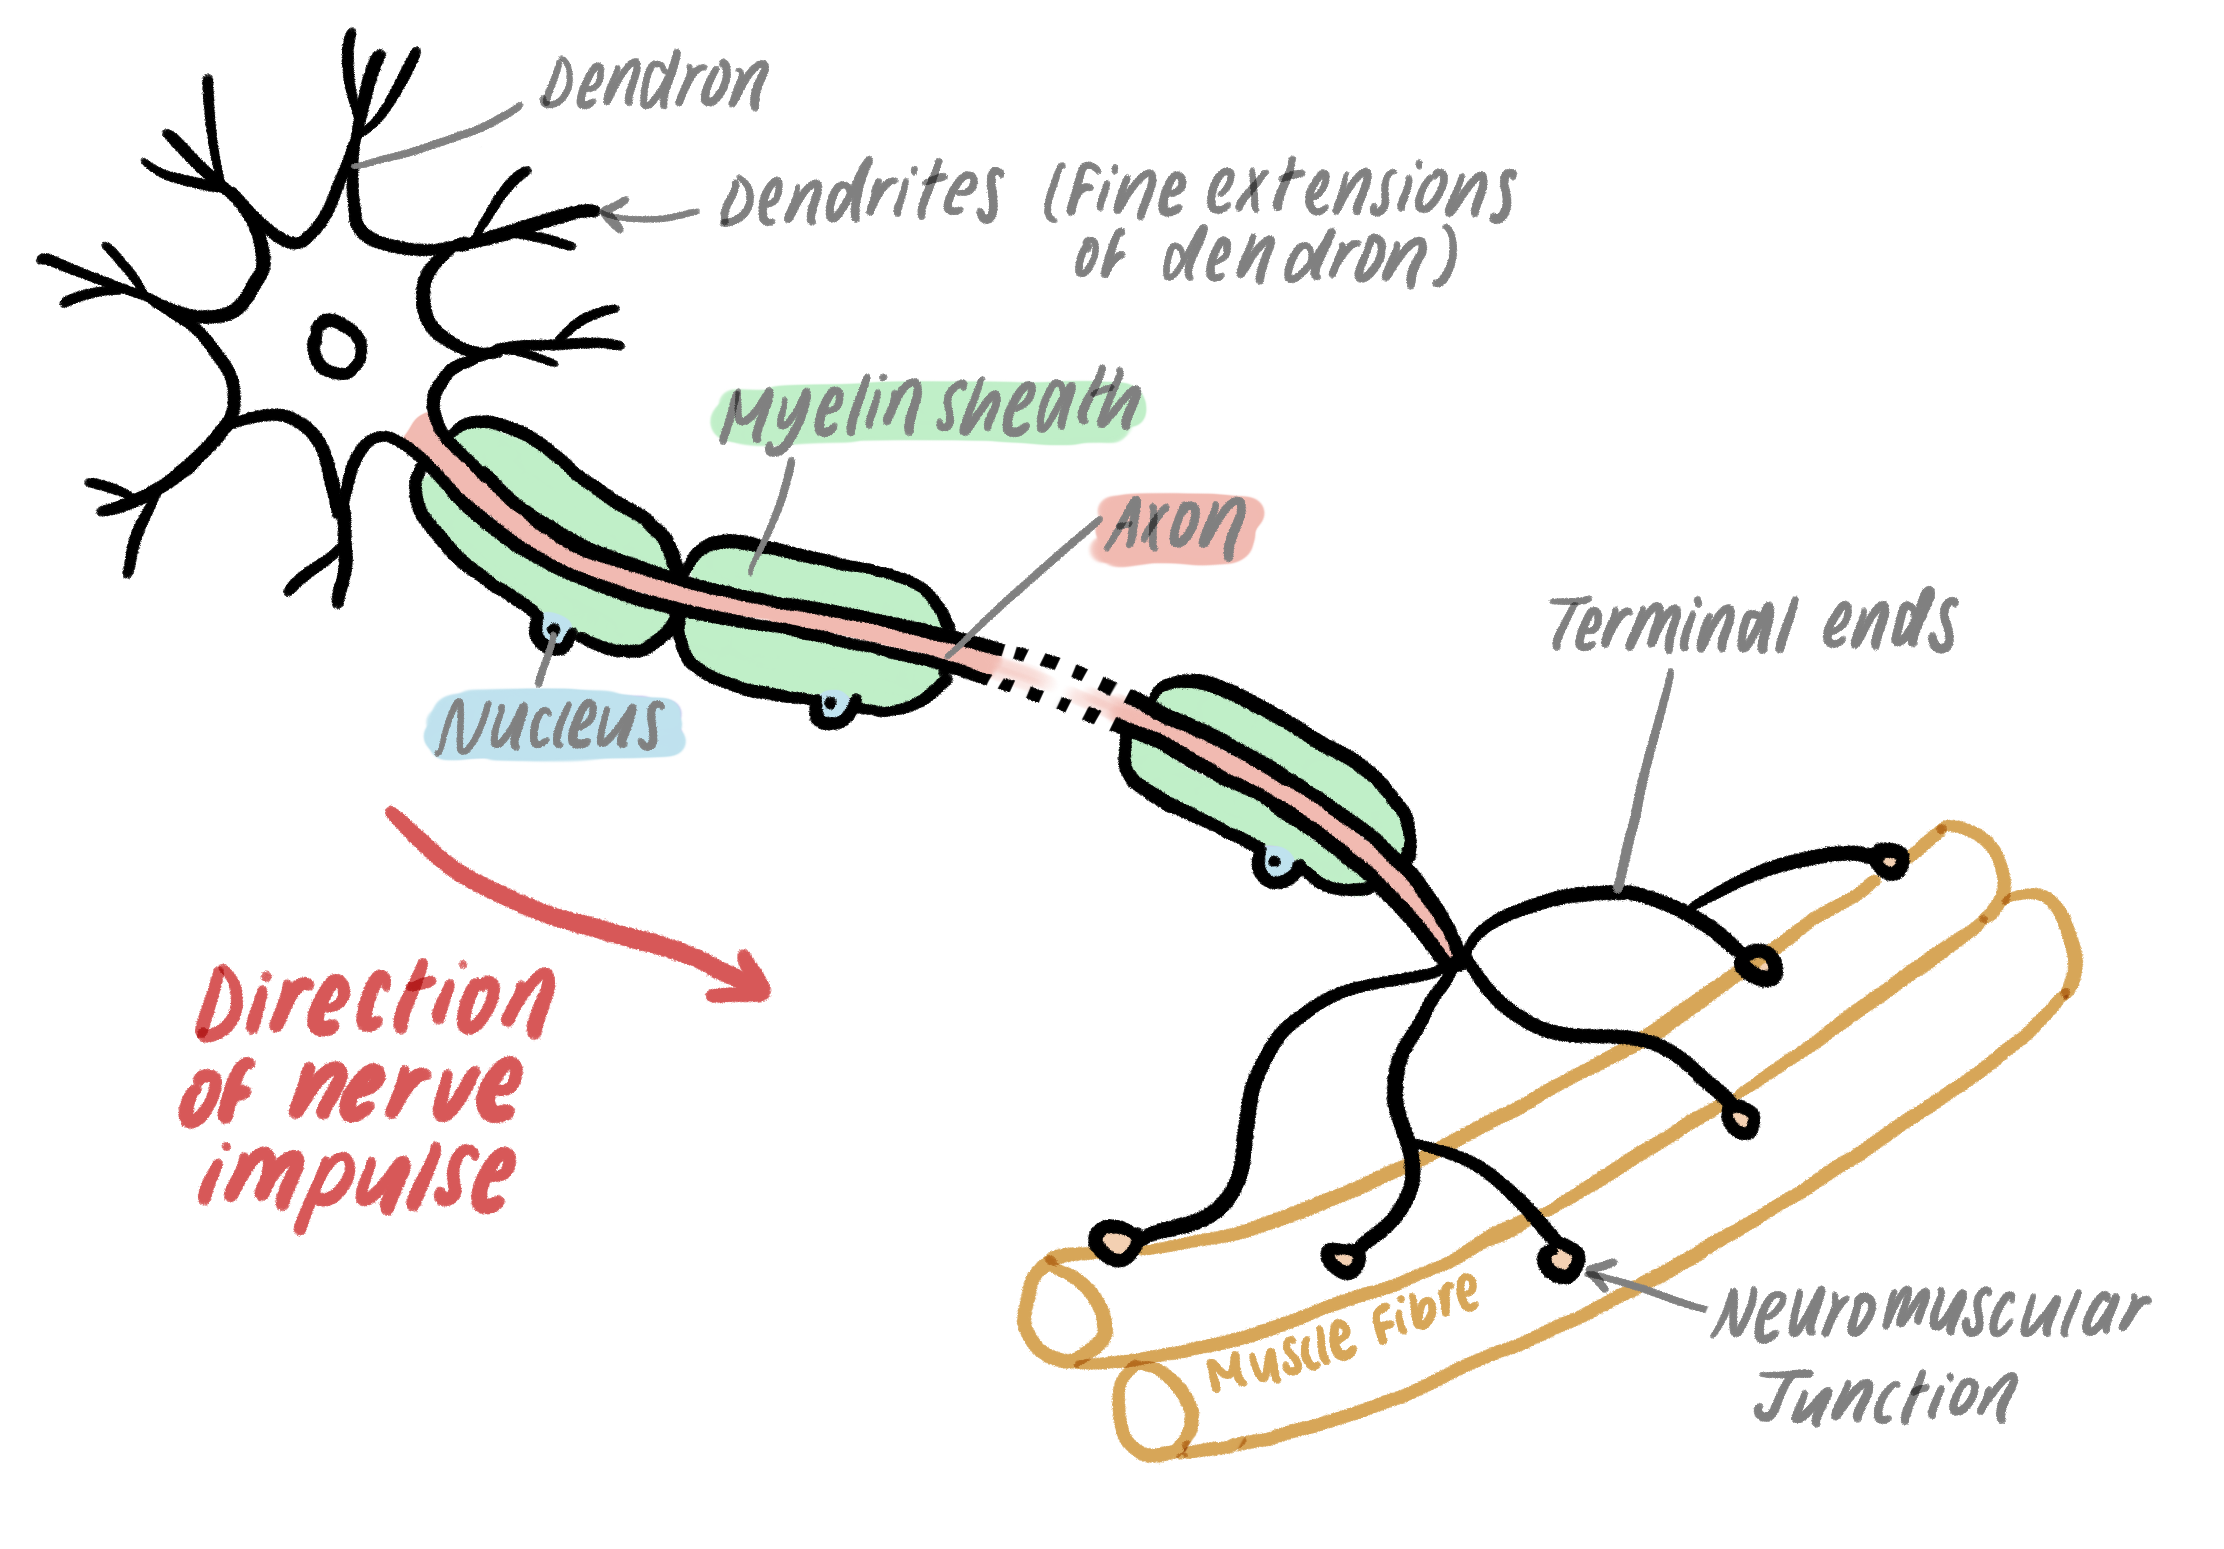 Dendron
Dendrites (Fine extensions
of dendron)
Myelin sheath
Axon
Terminal ends
Nucleus
Direction
of nerve
impulse
Muscle Fibre
Neuromuscular
Junction